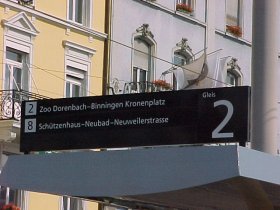 Gleis
2 Zoo Dorenbach-Binningen Kronenplatz
8 Schützenhaus-Neubad-Neuweilerstrasse
2